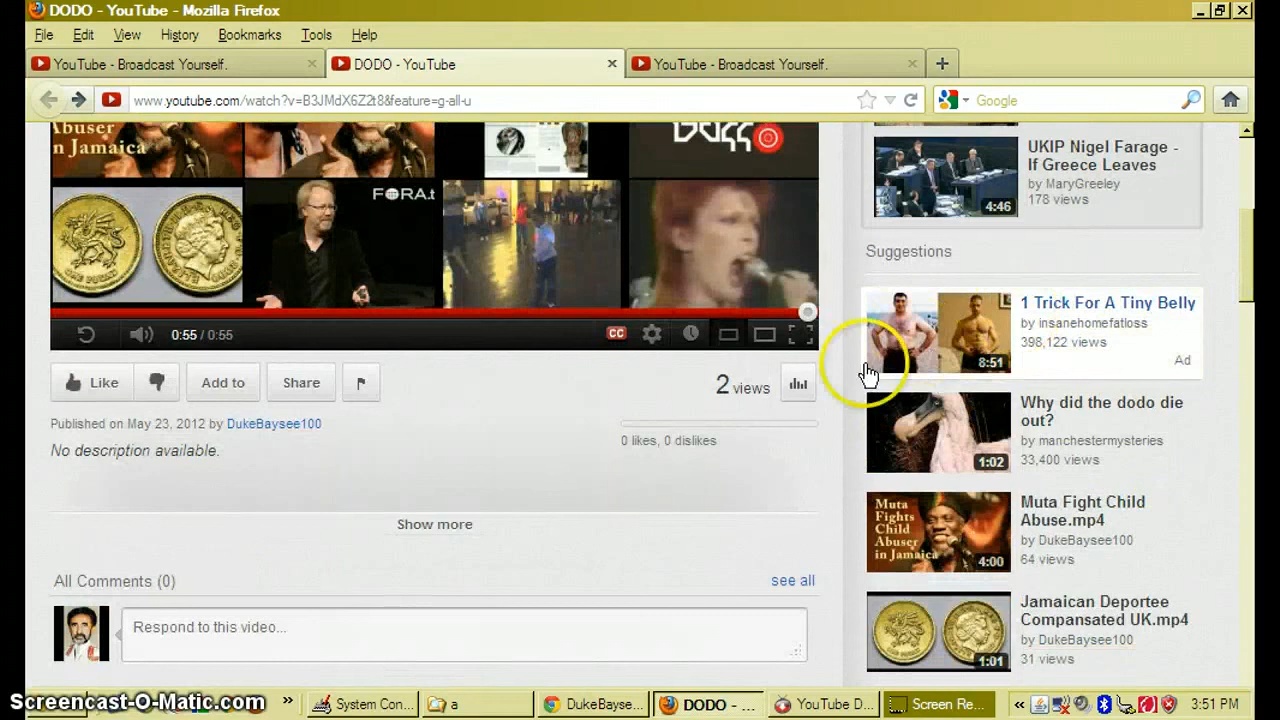 DODO - YouTube - Mozilla Firefox
File Edit View History Bookmarks Tools Help
YouTube - Broadcast Yourself. DODO - YouTube YouTube - Broadcast Yourself.
www.youtube.com/watch?v=B3JMdX6Z2t8&feature=g-all-u Google
Abuser
in Jamaica
FORA.t
0:55 / 0:55 CC
Like Add to Share 2 views
Published on May 23, 2012 by DukeBaysee100
0 likes, 0 dislikes
No description available.
Show more
All Comments (0) see all
Respond to this video...
UKIP Nigel Farage -
If Greece Leaves
by MaryGreeley
178 views
4:46
Suggestions
1 Trick For A Tiny Belly
by insanehomefatloss
398,122 views
Ad
8:51
Why did the dodo die
out?
by manchestermysteries
33,400 views
1:02
Muta
Fights
Child
Abuser
in Jamaica
4:00
Muta Fight Child
Abuse.mp4
by DukeBaysee100
64 views
Jamaican Deportee
Compansated UK.mp4
by DukeBaysee100
31 views
1:01
Screencast-O-Matic.com » System Con... a DukeBayse... DODO - ... YouTube D... Screen Re... « 3:51 PM